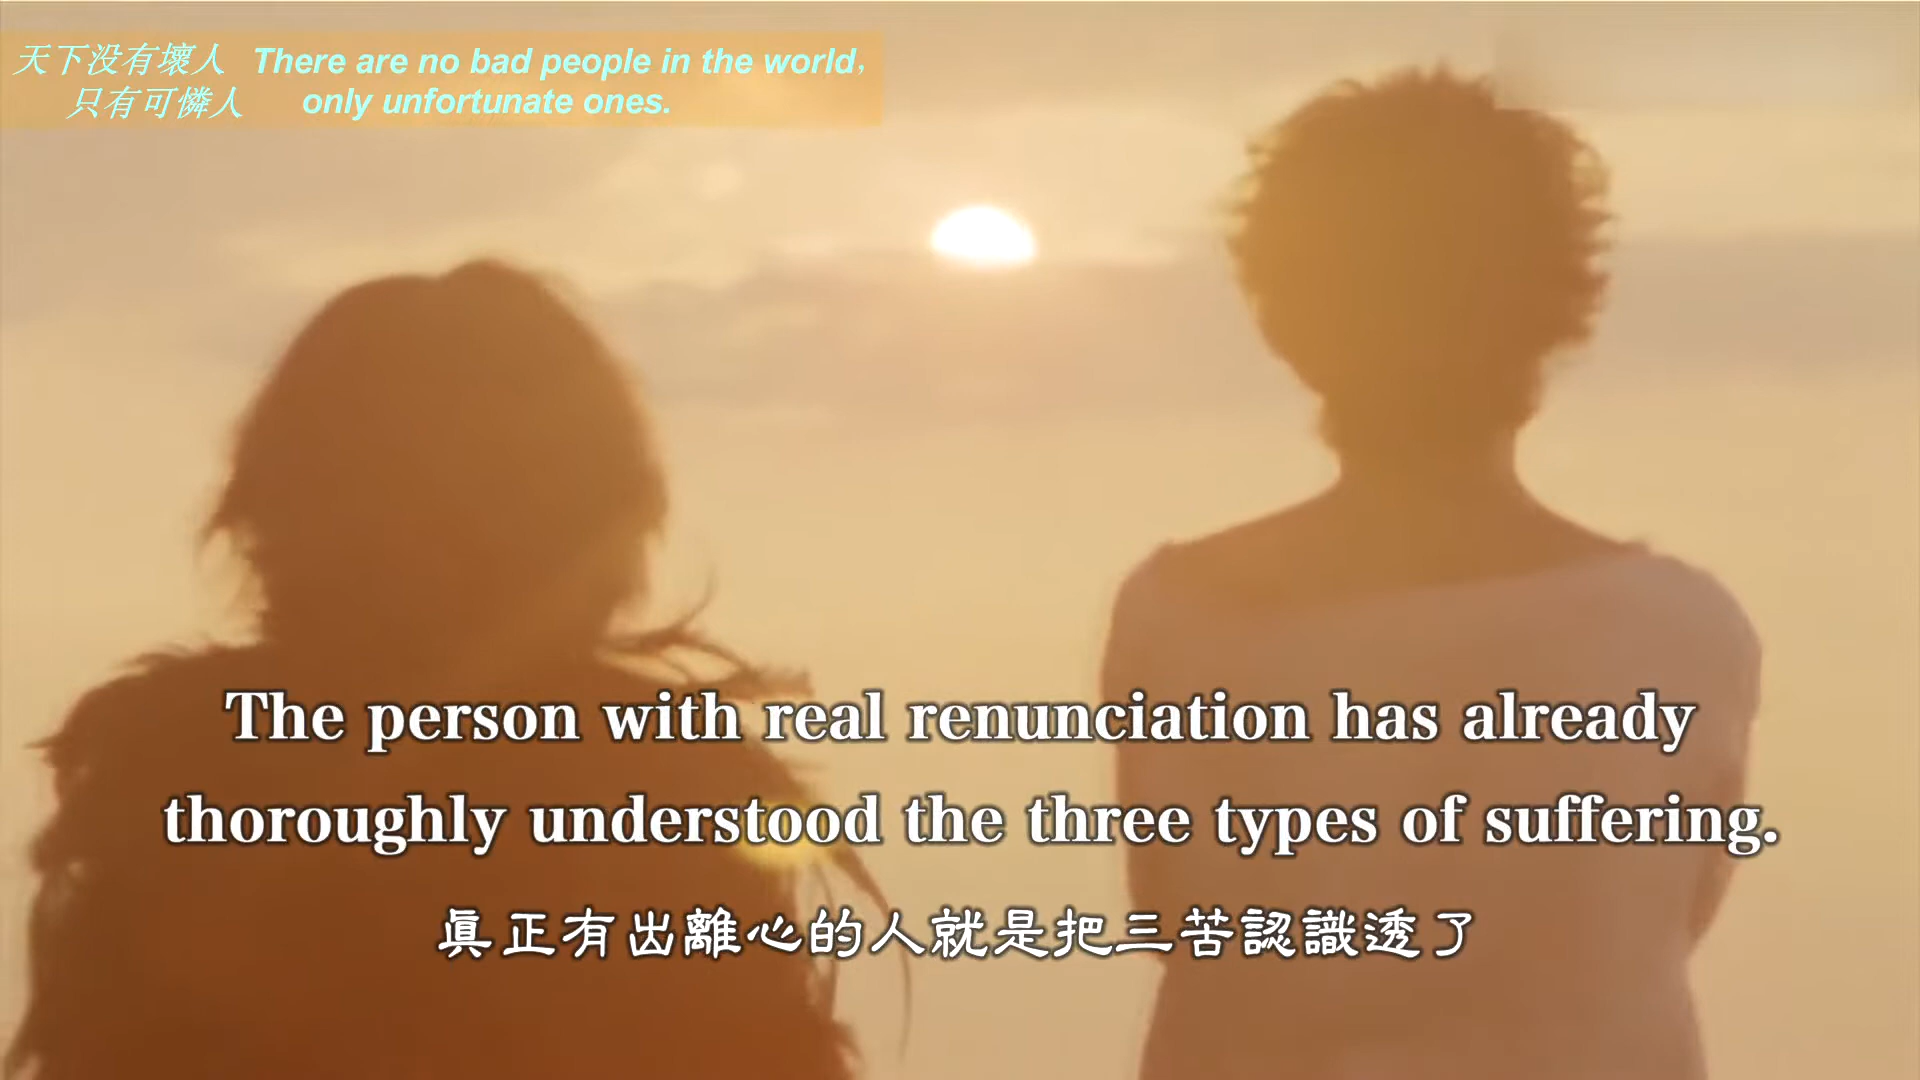 天下没有壞人 There are no bad people in the world,
只有可憐人 only unfortunate ones.
The person with real renunciation has already
thoroughly understood the three types of suffering.
眞正有出離心的人就是把三苦認識透了